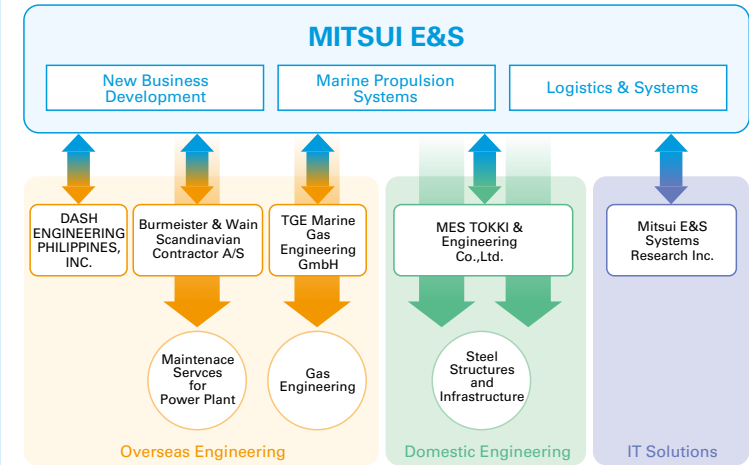 MITSUI E&S
New Business
Development
Marine Propulsion
Systems
Logistics & Systems
DASH
ENGINEERING
PHILIPPINES,
INC.
Burmeister & Wain
Scandinavian
Contractor A/S
TGE Marine
Gas
Engineering
GmbH
MES TOKKI &
Engineering
Co.,Ltd.
Mitsui E&S
Systems
Research Inc.
Maintenace
Servces
for
Power Plant
Gas
Engineering
Steel
Structures
and
Infrastructure
Overseas Engineering
Domestic Engineering
IT Solutions